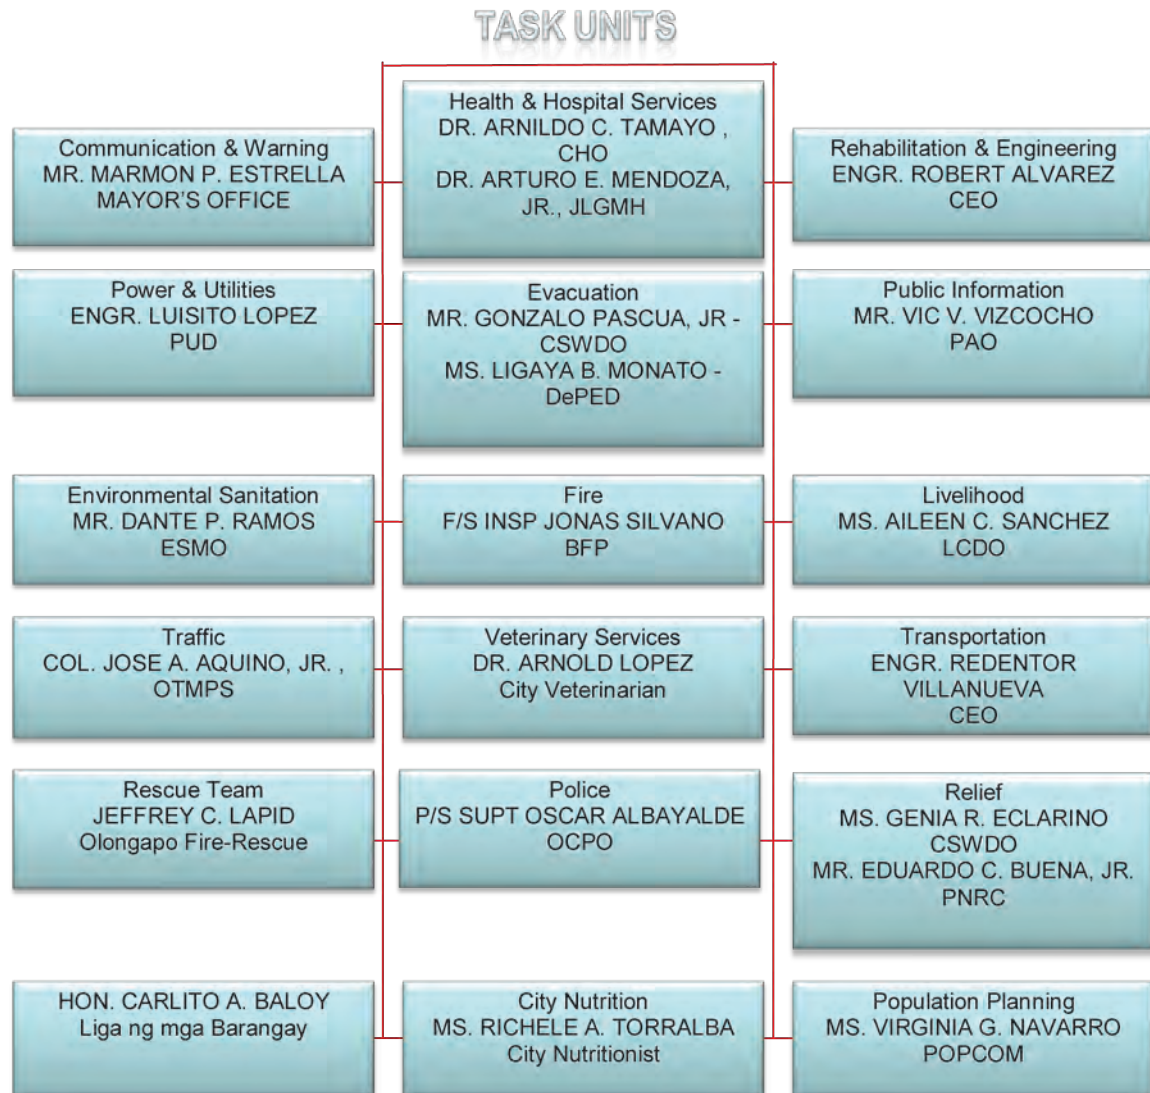 TASK UNITS
Communication & Warning
MR. MARMON P. ESTRELLA
MAYOR'S OFFICE
Health & Hospital Services
DR. ARNILDO C. TAMAYO ,
CHO
DR. ARTURO E. MENDOZA,
JR., JLGMH
Rehabilitation & Engineering
ENGR. ROBERT ALVAREZ
CEO
Power & Utilities
ENGR. LUISITO LOPEZ
PUD
Evacuation
MR. GONZALO PASCUA, JR -
CSWDO
MS. LIGAYA B. MONATO -
DePED
Public Information
MR. VIC V. VIZCOCHO
PAO
Environmental Sanitation
MR. DANTE P. RAMOS
ESMO
Fire
F/S INSP JONAS SILVANO
BFP
Livelihood
MS. AILEEN C. SANCHEZ
LCDO
Traffic
COL. JOSE A. AQUINO, JR. ,
OTMPS
Veterinary Services
DR. ARNOLD LOPEZ
City Veterinarian
Transportation
ENGR. REDENTOR
VILLANUEVA
CEO
Rescue Team
JEFFREY C. LAPID
Olongapo Fire-Rescue
Police
P/S SUPT OSCAR ALBAYALDE
OCPO
Relief
MS. GENIA R. ECLARINO
CSWDO
MR. EDUARDO C. BUENA, JR.
PNRC
HON. CARLITO A. BALOY
Liga ng mga Barangay
City Nutrition
MS. RICHELE A. TORRALBA
City Nutritionist
Population Planning
MS. VIRGINIA G. NAVARRO
POPCOM